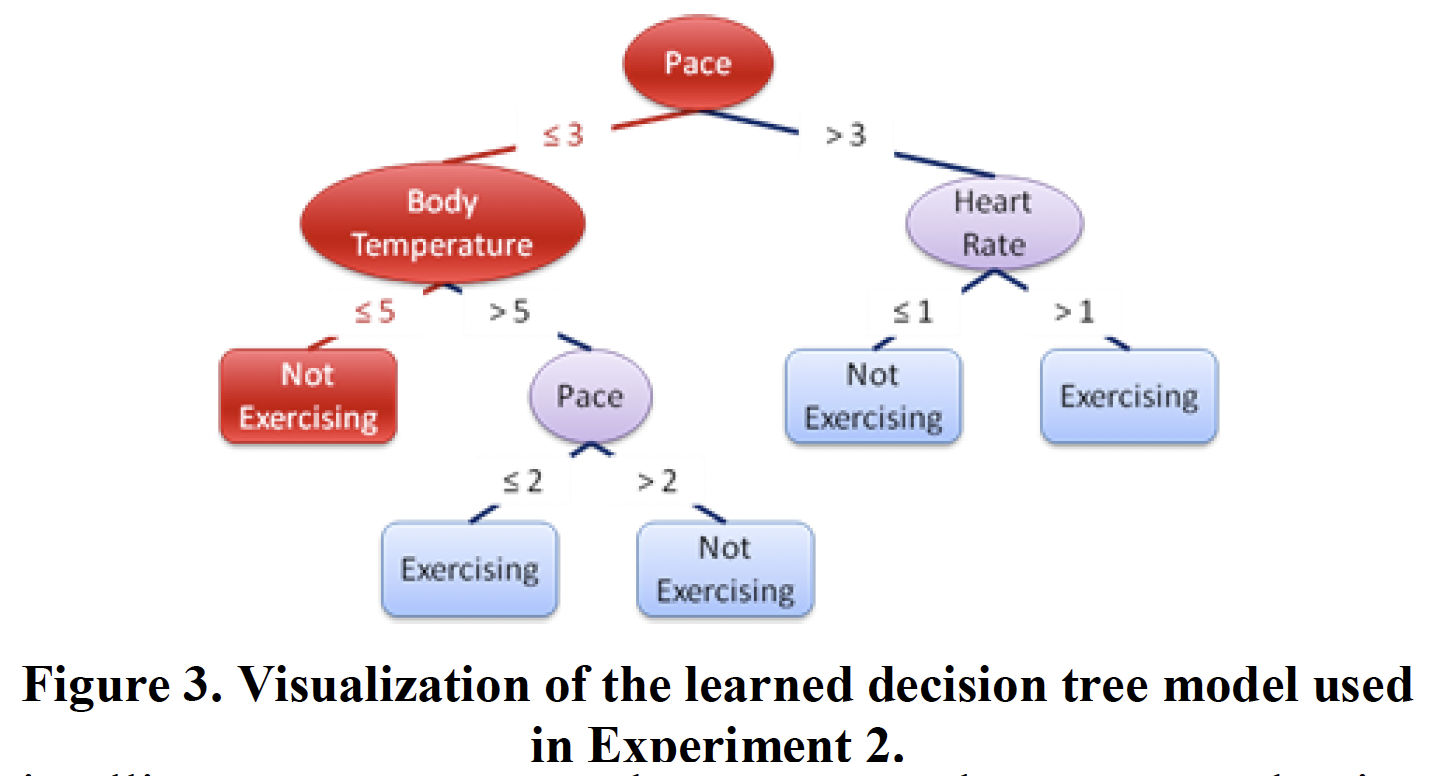 Pace
≤ 3
> 3
Body
Temperature
Heart
Rate
≤ 5
> 5
≤ 1
> 1
Not
Exercising
Pace
Not
Exercising
Exercising
≤ 2
> 2
Exercising
Not
Exercising
Figure 3. Visualization of the learned decision tree model used
in Experiment 2.